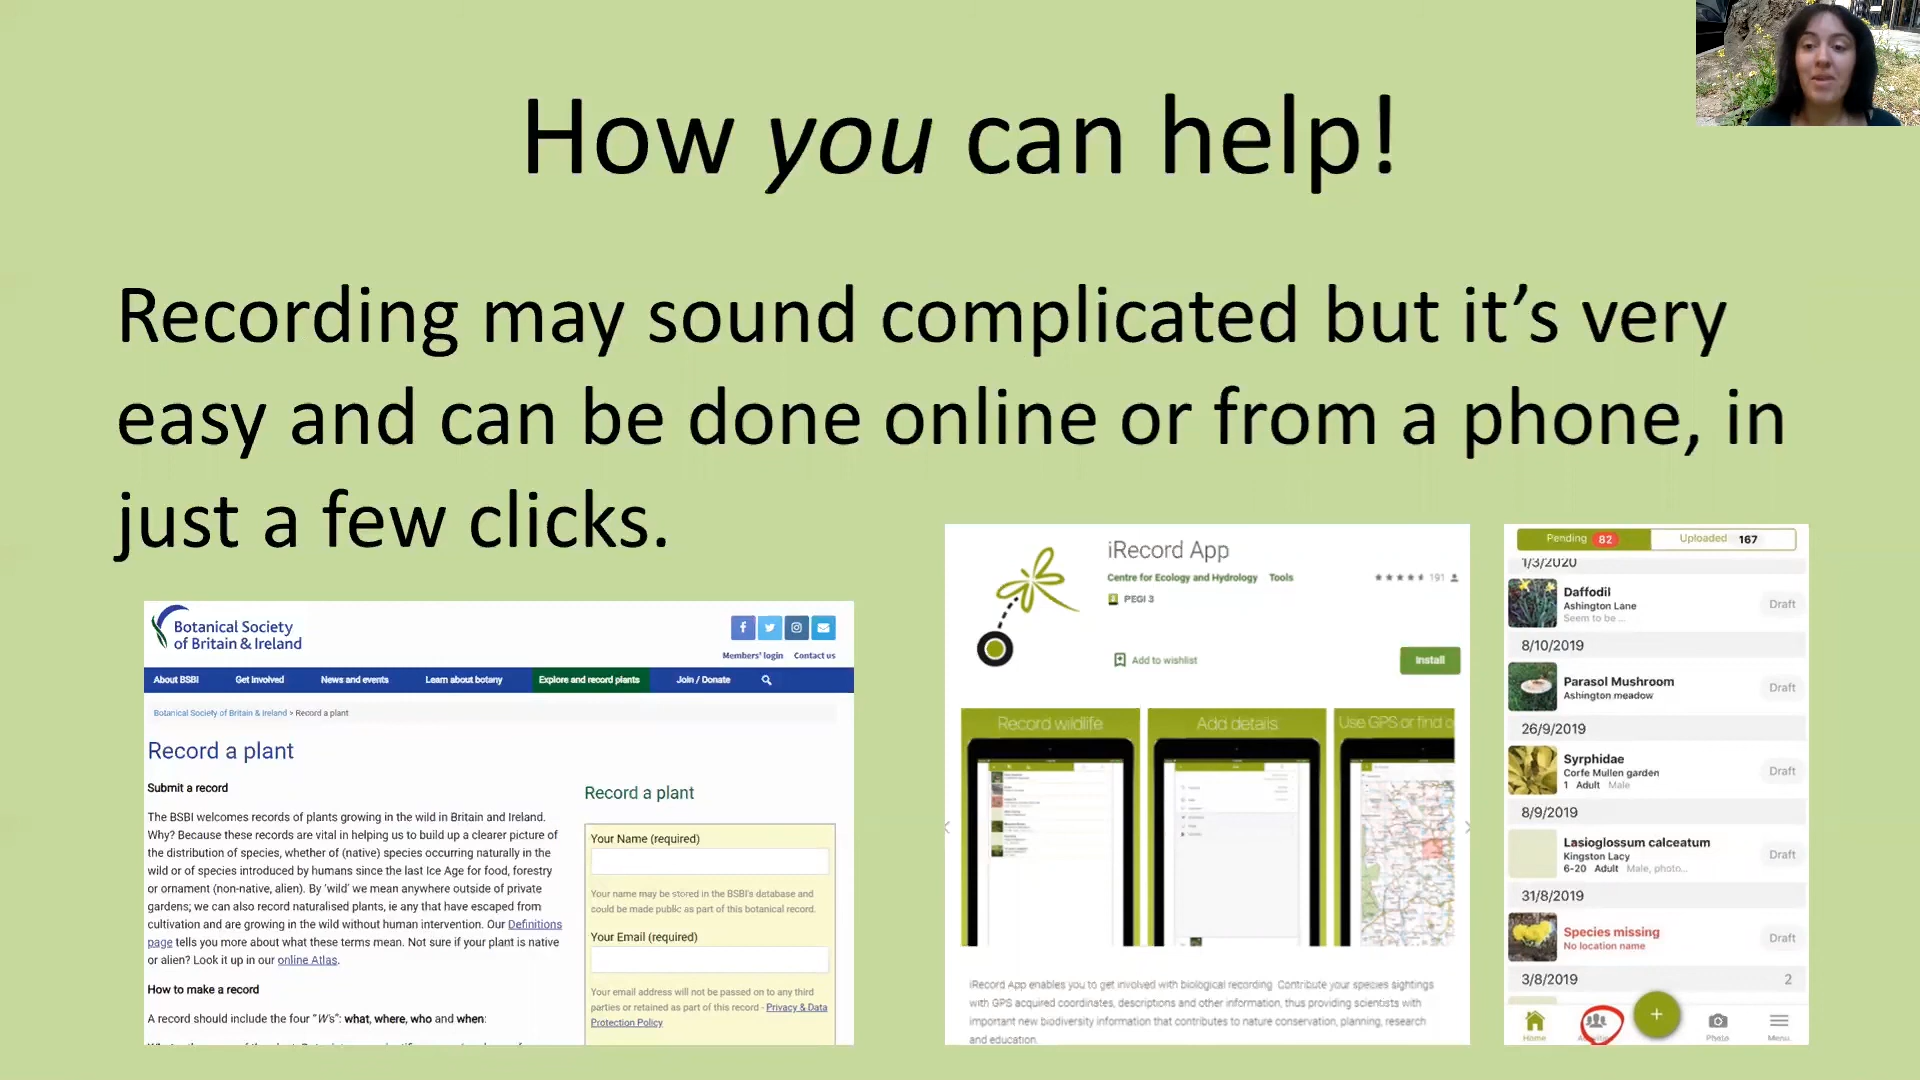 How you can help!
Recording may sound complicated but it’s very
easy and can be done online or from a phone, in
just a few clicks.
Botanical Society
of Britain & Ireland
Members' login Contact us
About BSBI Get involved News and events Learn about botany Explore and record plants Join / Donate
Botanical Society of Britain & Ireland > Record a plant
Record a plant
Submit a record
The BSBI welcomes records of plants growing in the wild in Britain and Ireland.
Why? Because these records are vital in helping us to build up a clearer picture of
the distribution of species, whether of (native) species occurring naturally in the
wild or of species introduced by humans since the last Ice Age for food, forestry
or ornament (non-native, alien). By 'wild' we mean anywhere outside of private
gardens; we can also record naturalised plants, ie any that have escaped from
cultivation and are growing in the wild without human intervention. Our Definitions
page tells you more about what these terms mean. Not sure if your plant is native
or alien? Look it up in our online Atlas.
How to make a record
A record should include the four "W's": what, where, who and when:
Record a plant
Your Name (required)
Your name may be stored in the BSBI's database and
could be made public as part of this botanical record.
Your Email (required)
Your email address will not be passed on to any third
parties or retained as part of this record - Privacy & Data
Protection Policy
iRecord App
Centre for Ecology and Hydrology Tools
191
PEGI 3
Add to wishlist
Install
Record wildlife
Add details
Use GPS or find o
iRecord App enables you to get involved with biological recording. Contribute your species sightings
with GPS acquired coordinates, descriptions and other information, thus providing scientists with
important new biodiversity information that contributes to nature conservation, planning, research
and education.
Pending 82 Uploaded 167
1/3/2020
Daffodil
Ashington Lane
Seem to be ...
Draft
8/10/2019
Parasol Mushroom
Ashington meadow
Draft
26/9/2019
Syrphidae
Corfe Mullen garden
1 Adult Male
Draft
8/9/2019
Lasioglossum calceatum
Kingston Lacy
6-20 Adult Male, photo...
Draft
31/8/2019
Species missing
No location name
Draft
3/8/2019 2
Home
Photo
Menu